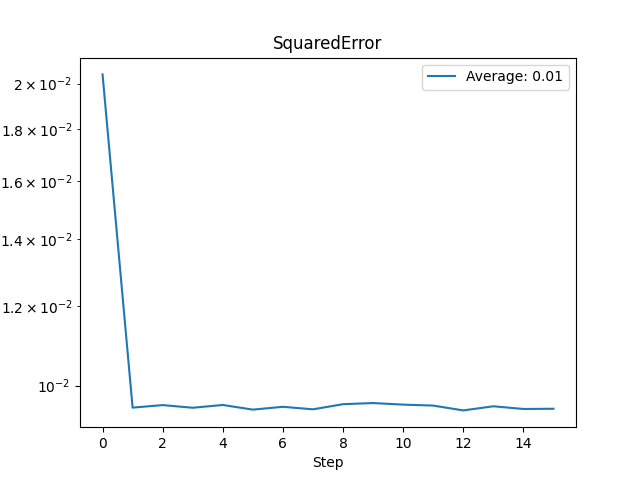 SquaredError
Average: 0.01
2 × 10⁻²
1.8 × 10⁻²
1.6 × 10⁻²
1.4 × 10⁻²
1.2 × 10⁻²
10⁻²
0 2 4 6 8 10 12 14
Step